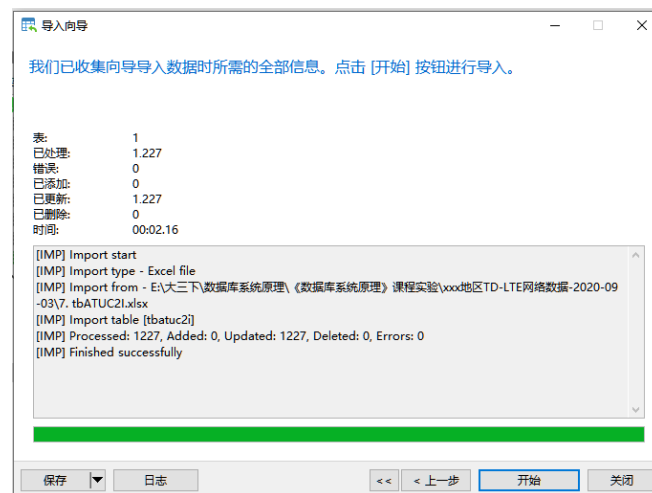 导入向导
我们已收集向导导入数据时所需的全部信息。点击 [开始] 按钮进行导入。
表: 1
已处理: 1.227
错误: 0
已添加: 0
已更新: 1.227
已删除: 0
时间: 00:02.16
[IMP] Import start
[IMP] Import type - Excel file
[IMP] Import from - E:\大三下\数据库系统原理\《数据库系统原理》课程实验\xxx地区TD-LTE网络数据-2020-09
-03\7. tbATUC2I.xlsx
[IMP] Import table [tbatuc2i]
[IMP] Processed: 1227, Added: 0, Updated: 1227, Deleted: 0, Errors: 0
[IMP] Finished successfully
保存 日志 << < 上一步 开始 关闭